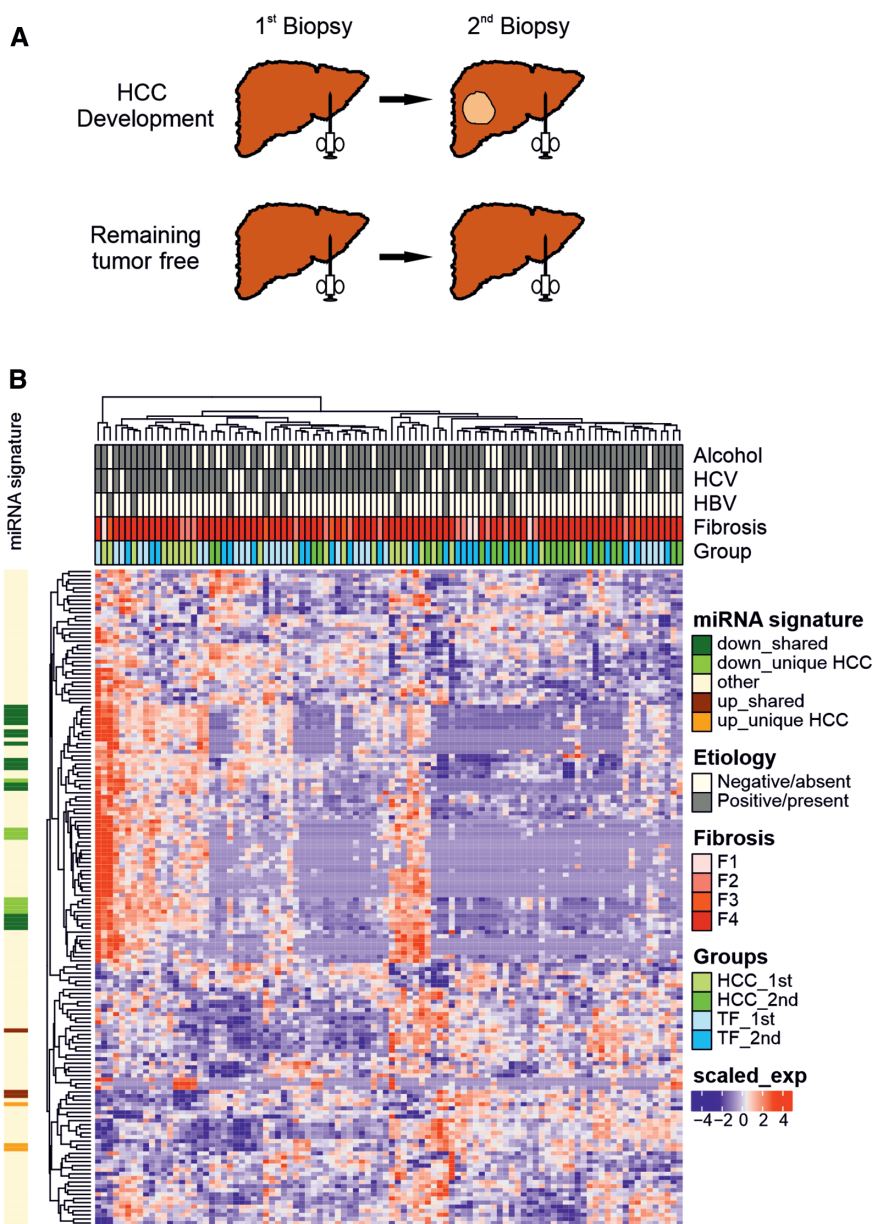 A
1st Biopsy
2nd Biopsy
HCC
Development
Remaining
tumor free
B
miRNA signature
Alcohol
HCV
HBV
Fibrosis
Group
miRNA signature
down_shared
down_unique HCC
other
up_shared
up_unique HCC
Etiology
Negative/absent
Positive/present
Fibrosis
F1
F2
F3
F4
Groups
HCC_1st
HCC_2nd
TF_1st
TF_2nd
scaled_exp
−4 −2 0 2 4